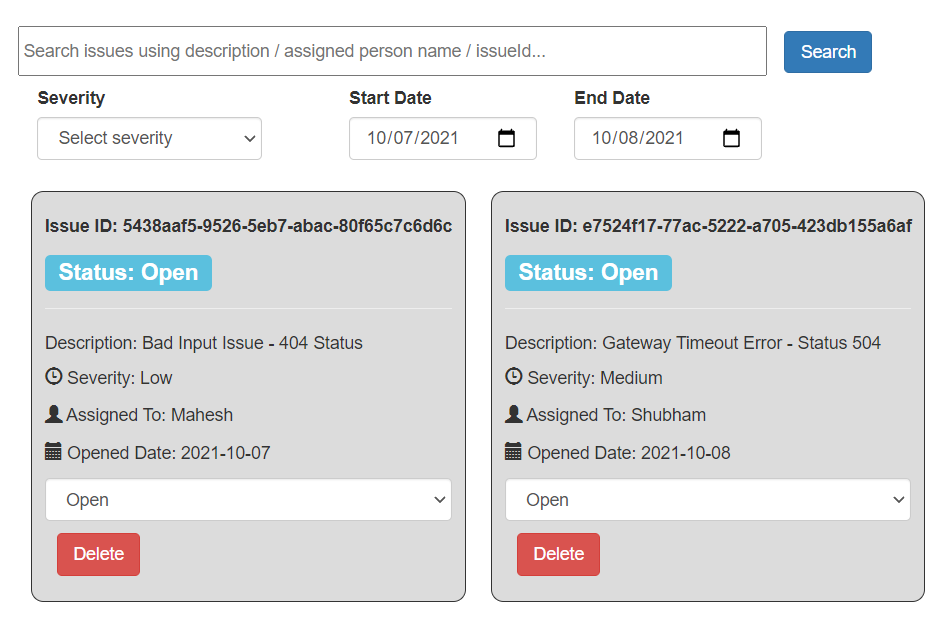 Search issues using description / assigned person name / issueId...
Search
Severity
Start Date
End Date
Select severity
10/07/2021
10/08/2021
Issue ID: 5438aaf5-9526-5eb7-abac-80f65c7c6d6c
Status: Open
Description: Bad Input Issue - 404 Status
Severity: Low
Assigned To: Mahesh
Opened Date: 2021-10-07
Open
Delete
Issue ID: e7524f17-77ac-5222-a705-423db155a6af
Status: Open
Description: Gateway Timeout Error - Status 504
Severity: Medium
Assigned To: Shubham
Opened Date: 2021-10-08
Open
Delete